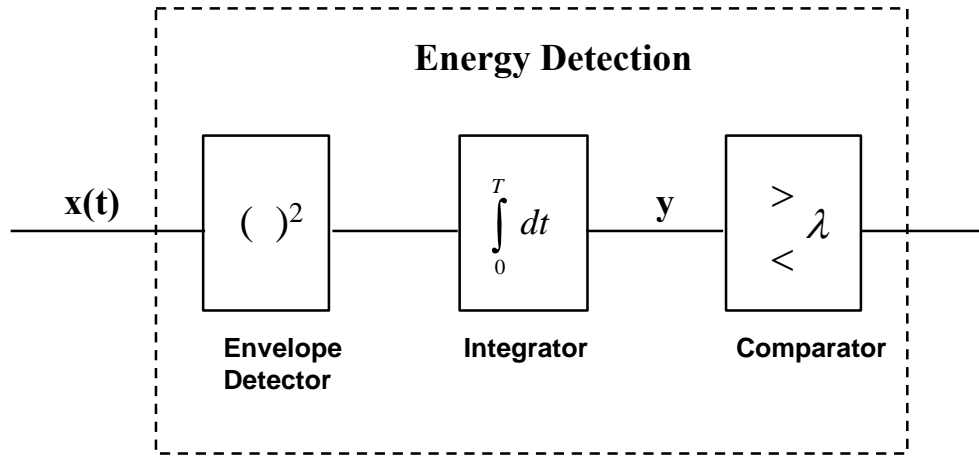 Energy Detection
x(t)
( )²
T
∫ dt
0
y
>
λ
<
Envelope
Detector
Integrator
Comparator